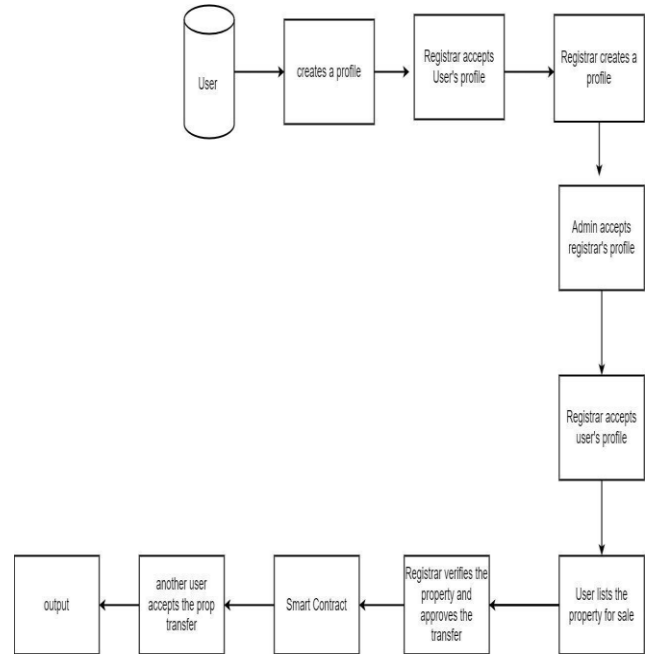 User
creates a profile
Registrar accepts
User's profile
Registrar creates a
profile
Admin accepts
registrar's profile
Registrar accepts
user's profile
User lists the
property for sale
Registrar verifies the
property and
approves the
transfer
Smart Contract
another user
accepts the prop
transfer
output